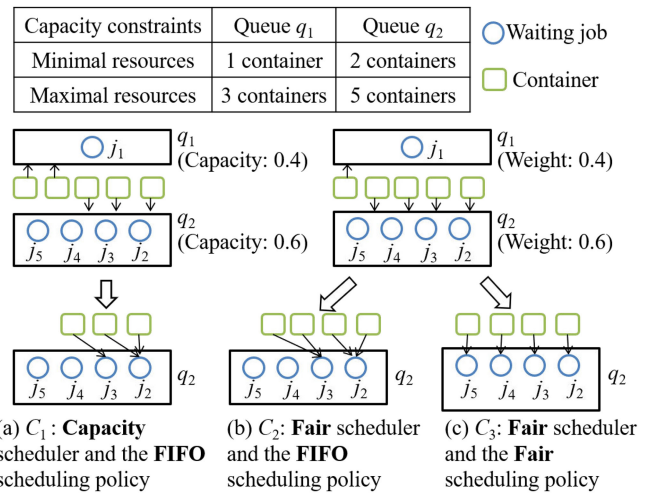 Capacity constraints Queue q1 Queue q2
Minimal resources 1 container 2 containers
Maximal resources 3 containers 5 containers
Waiting job
Container
j1
q1
(Capacity: 0.4)
j5 j4 j3 j2
q2
(Capacity: 0.6)
j1
q1
(Weight: 0.4)
j5 j4 j3 j2
q2
(Weight: 0.6)
j5 j4 j3 j2 q2
j5 j4 j3 j2 q2
j5 j4 j3 j2 q2
(a) C1: Capacity
scheduler and the FIFO
scheduling policy
(b) C2: Fair scheduler
and the FIFO
scheduling policy
(c) C3: Fair scheduler
and the Fair
scheduling policy